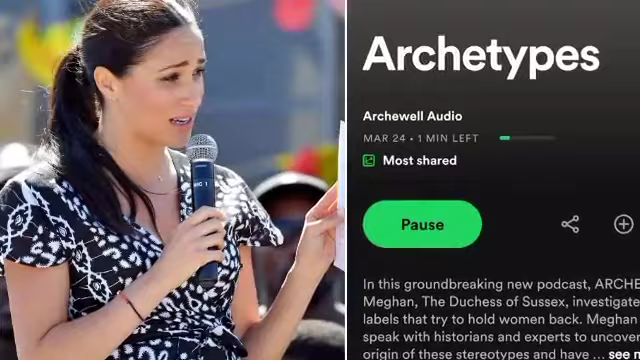 MIC 1
Archetypes
Archewell Audio
MAR 24 • 1 MIN LEFT
Most shared
Pause
In this groundbreaking new podcast, ARCHE
Meghan, The Duchess of Sussex, investigate
labels that try to hold women back. Meghan
speak with historians and experts to uncove
origin of these stereotypes and have ... see